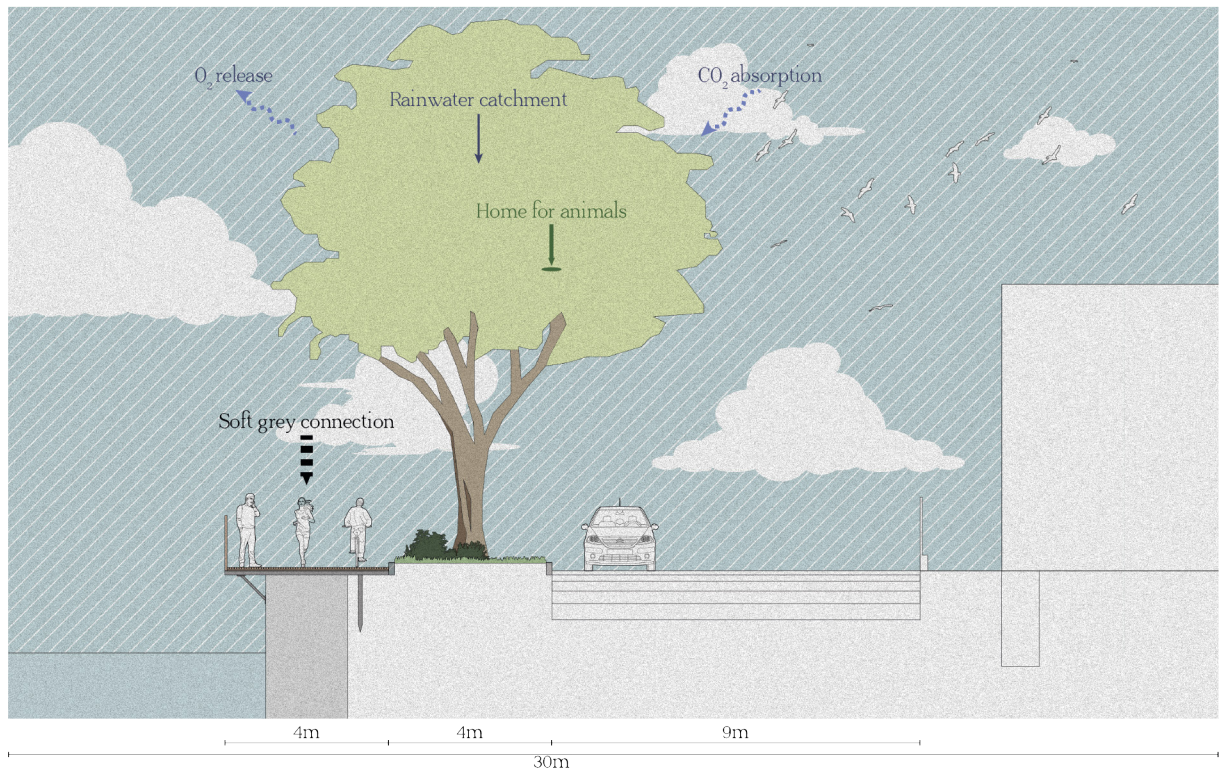 O₂ release
CO₂ absorption
Rainwater catchment
Home for animals
Soft grey connection
4m
4m
9m
30m